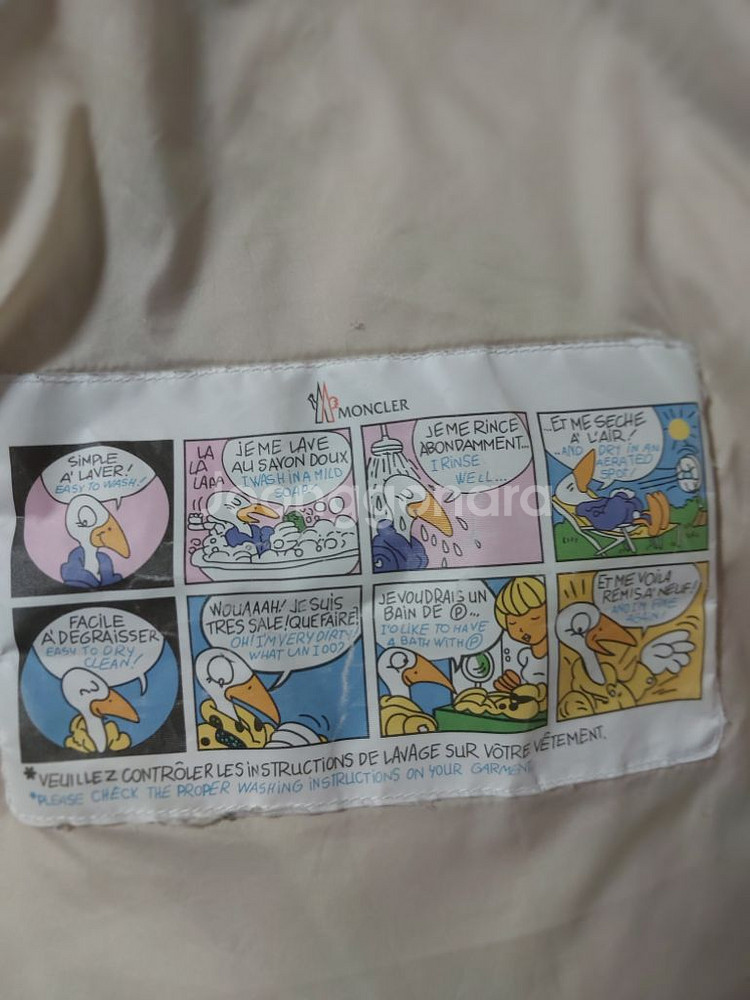 MONCLER
SIMPLE
A' LAVER!
EASY TO WASH!
LA
LA
LAAA
JE ME LAVE
AU SAVON DOUX
I WASH IN A MILD
SOAP
JE ME RINCE
ABONDAMMENT...
I RINSE
WELL...
...ET ME SECHE
A' L'AIR!
...AND DRY IN AN
AERATED
SPOT!
FACILE
A' DEGRAISSER
EASY TO DRY
CLEAN!
WOUAAAH! JE SUIS
TRES SALE! QUE FAIRE?
OH! I'M VERY DIRTY!
WHAT CAN I DO?
JE VOUDRAIS UN
BAIN DE Ⓟ...
I'D LIKE TO HAVE
A BATH WITH Ⓟ
ET ME VOILA
REMIS A' NEUF!
AND I'M FINE
AGAIN!
*VEUILLEZ CONTRÔLER LES INSTRUCTIONS DE LAVAGE SUR VÔTRE VÊTEMENT.
*PLEASE CHECK THE PROPER WASHING INSTRUCTIONS ON YOUR GARMENT
joonggonara